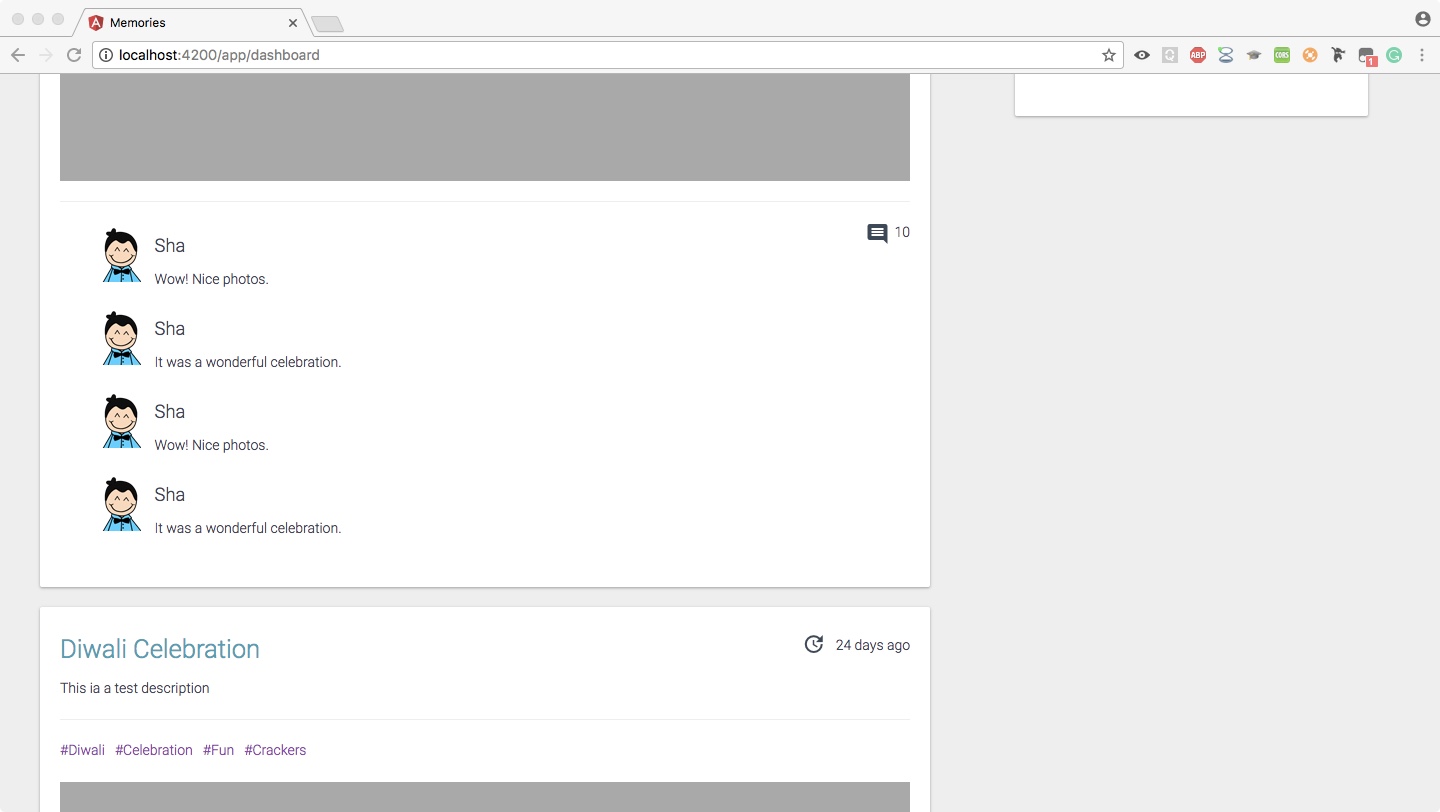 Memories
localhost:4200/app/dashboard
ABP
CORS
1
10
Sha
Wow! Nice photos.
Sha
It was a wonderful celebration.
Sha
Wow! Nice photos.
Sha
It was a wonderful celebration.
Diwali Celebration
24 days ago
This ia a test description
#Diwali #Celebration #Fun #Crackers